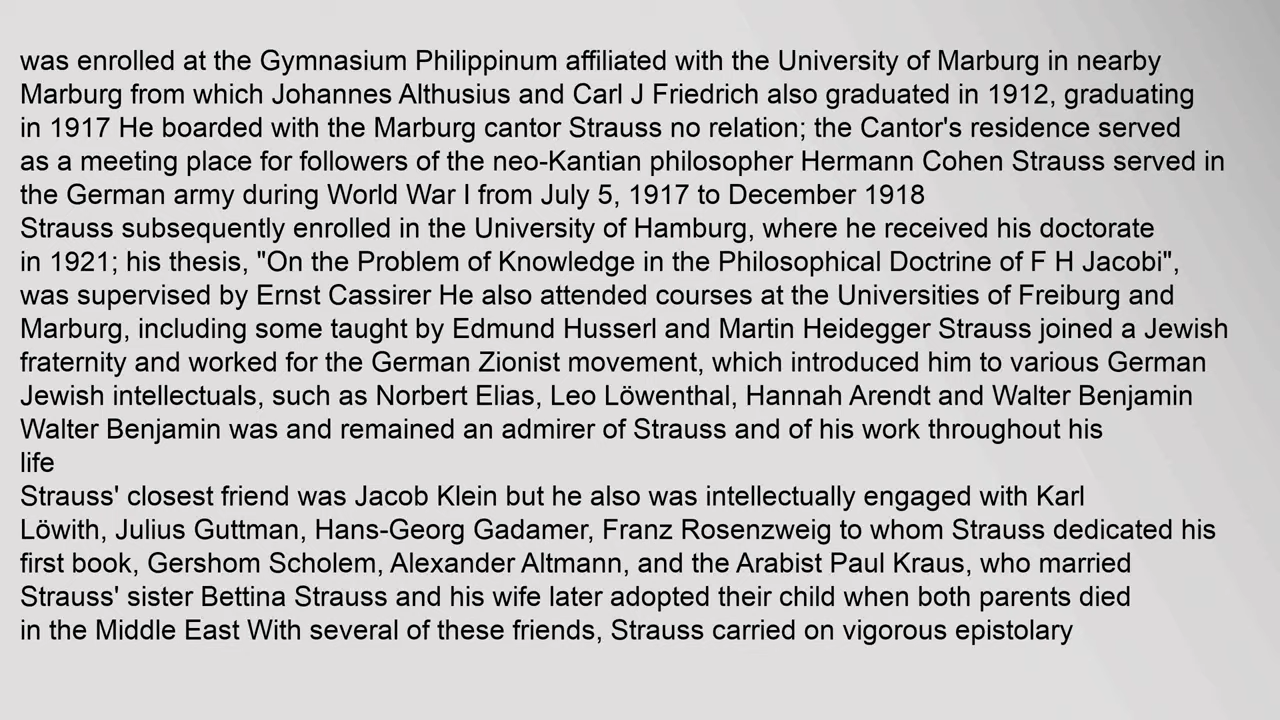 was enrolled at the Gymnasium Philippinum affiliated with the University of Marburg in nearby
Marburg from which Johannes Althusius and Carl J Friedrich also graduated in 1912, graduating
in 1917 He boarded with the Marburg cantor Strauss no relation; the Cantor's residence served
as a meeting place for followers of the neo-Kantian philosopher Hermann Cohen Strauss served in
the German army during World War I from July 5, 1917 to December 1918
Strauss subsequently enrolled in the University of Hamburg, where he received his doctorate
in 1921; his thesis, "On the Problem of Knowledge in the Philosophical Doctrine of F H Jacobi",
was supervised by Ernst Cassirer He also attended courses at the Universities of Freiburg and
Marburg, including some taught by Edmund Husserl and Martin Heidegger Strauss joined a Jewish
fraternity and worked for the German Zionist movement, which introduced him to various German
Jewish intellectuals, such as Norbert Elias, Leo Löwenthal, Hannah Arendt and Walter Benjamin
Walter Benjamin was and remained an admirer of Strauss and of his work throughout his
life
Strauss' closest friend was Jacob Klein but he also was intellectually engaged with Karl
Löwith, Julius Guttman, Hans-Georg Gadamer, Franz Rosenzweig to whom Strauss dedicated his
first book, Gershom Scholem, Alexander Altmann, and the Arabist Paul Kraus, who married
Strauss' sister Bettina Strauss and his wife later adopted their child when both parents died
in the Middle East With several of these friends, Strauss carried on vigorous epistolary